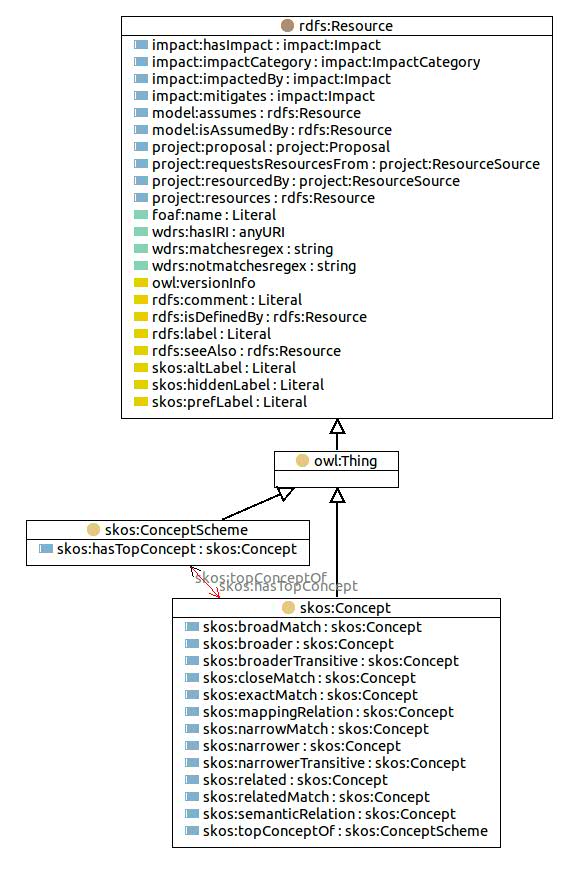 rdfs:Resource
impact:hasImpact : impact:Impact
impact:impactCategory : impact:ImpactCategory
impact:impactedBy : impact:Impact
impact:mitigates : impact:Impact
model:assumes : rdfs:Resource
model:isAssumedBy : rdfs:Resource
project:proposal : project:Proposal
project:requestsResourcesFrom : project:ResourceSource
project:resourcedBy : project:ResourceSource
project:resources : rdfs:Resource
foaf:name : Literal
wdrs:hasIRI : anyURI
wdrs:matchesregex : string
wdrs:notmatchesregex : string
owl:versionInfo
rdfs:comment : Literal
rdfs:isDefinedBy : rdfs:Resource
rdfs:label : Literal
rdfs:seeAlso : rdfs:Resource
skos:altLabel : Literal
skos:hiddenLabel : Literal
skos:prefLabel : Literal
owl:Thing
skos:ConceptScheme
skos:hasTopConcept : skos:Concept
skos:topConceptOf
skos:hasTopConcept
skos:Concept
skos:broadMatch : skos:Concept
skos:broader : skos:Concept
skos:broaderTransitive : skos:Concept
skos:closeMatch : skos:Concept
skos:exactMatch : skos:Concept
skos:mappingRelation : skos:Concept
skos:narrowMatch : skos:Concept
skos:narrower : skos:Concept
skos:narrowerTransitive : skos:Concept
skos:related : skos:Concept
skos:relatedMatch : skos:Concept
skos:semanticRelation : skos:Concept
skos:topConceptOf : skos:ConceptScheme